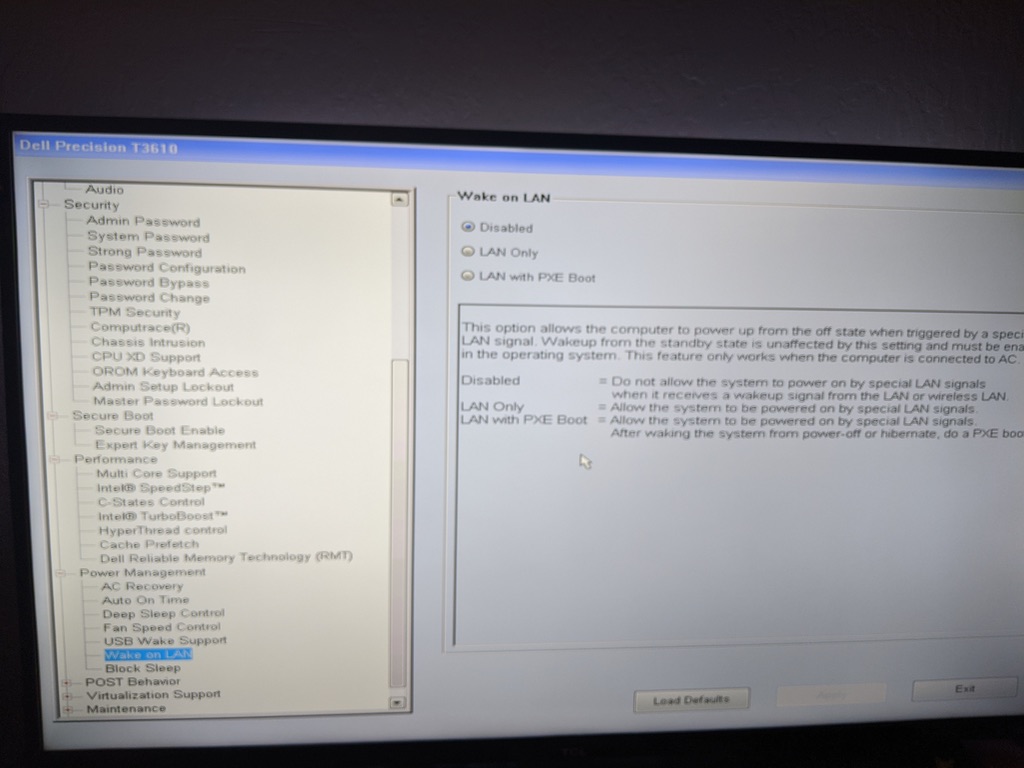 Dell Precision T3610
Audio
Security
Admin Password
System Password
Strong Password
Password Configuration
Password Bypass
Password Change
TPM Security
Computrace(R)
Chassis Intrusion
CPU XD Support
OROM Keyboard Access
Admin Setup Lockout
Master Password Lockout
Secure Boot
Secure Boot Enable
Expert Key Management
Performance
Multi Core Support
Intel® SpeedStep™
C-States Control
Intel® TurboBoost™
HyperThread control
Cache Prefetch
Dell Reliable Memory Technology (RMT)
Power Management
AC Recovery
Auto On Time
Deep Sleep Control
Fan Speed Control
USB Wake Support
Wake on LAN
Block Sleep
POST Behavior
Virtualization Support
Maintenance
Wake on LAN
Disabled
LAN Only
LAN with PXE Boot
This option allows the computer to power up from the off state when triggered by a speci
LAN signal. Wakeup from the standby state is unaffected by this setting and must be ena
in the operating system. This feature only works when the computer is connected to AC
Disabled = Do not allow the system to power on by special LAN signals
when it receives a wakeup signal from the LAN or wireless LAN.
LAN Only = Allow the system to be powered on by special LAN signals.
LAN with PXE Boot = Allow the system to be powered on by special LAN signals.
After waking the system from power-off or hibernate, do a PXE boo
Load Defaults
Apply
Exit